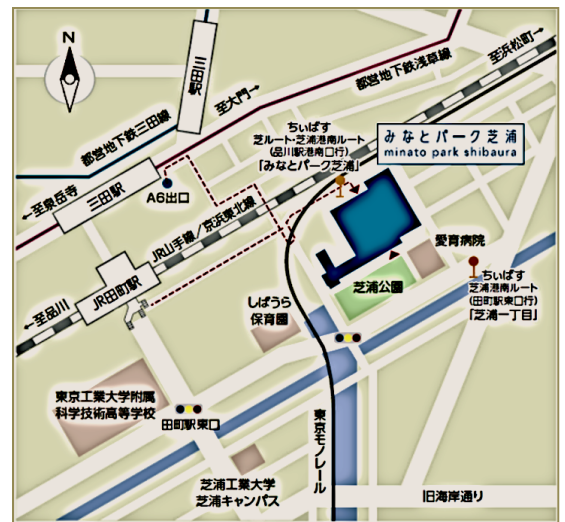 N
三田駅
至浜松町→
都営地下鉄浅草線
至大門→
都営地下鉄三田線
ちぃばす
芝ルート・芝浦港南ルート
(品川駅港南口行)
「みなとパーク芝浦」
みなとパーク芝浦
minato park shibaura
←至泉岳寺
三田駅
A6出口
JR山手線/京浜東北線
愛育病院
ちぃばす
芝浦港南ルート
(田町駅東口行)
「芝浦一丁目」
JR田町駅
←至品川
芝浦公園
しばうら
保育園
東京工業大学附属
科学技術高等学校
田町駅東口
東京モノレール
芝浦工業大学
芝浦キャンパス
旧海岸通り